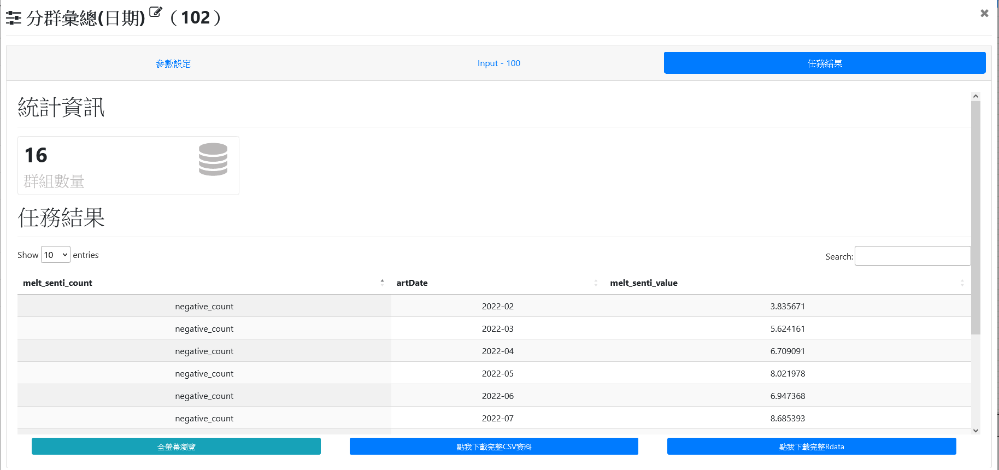 分群彙總(日期) （102）
參數設定 Input - 100 任務結果
統計資訊
16
群組數量
任務結果
Show 10 entries Search:
melt_senti_count artDate melt_senti_value
negative_count 2022-02 3.835671
negative_count 2022-03 5.624161
negative_count 2022-04 6.709091
negative_count 2022-05 8.021978
negative_count 2022-06 6.947368
negative_count 2022-07 8.685393
全螢幕瀏覽 點我下載完整CSV資料 點我下載完整Rdata